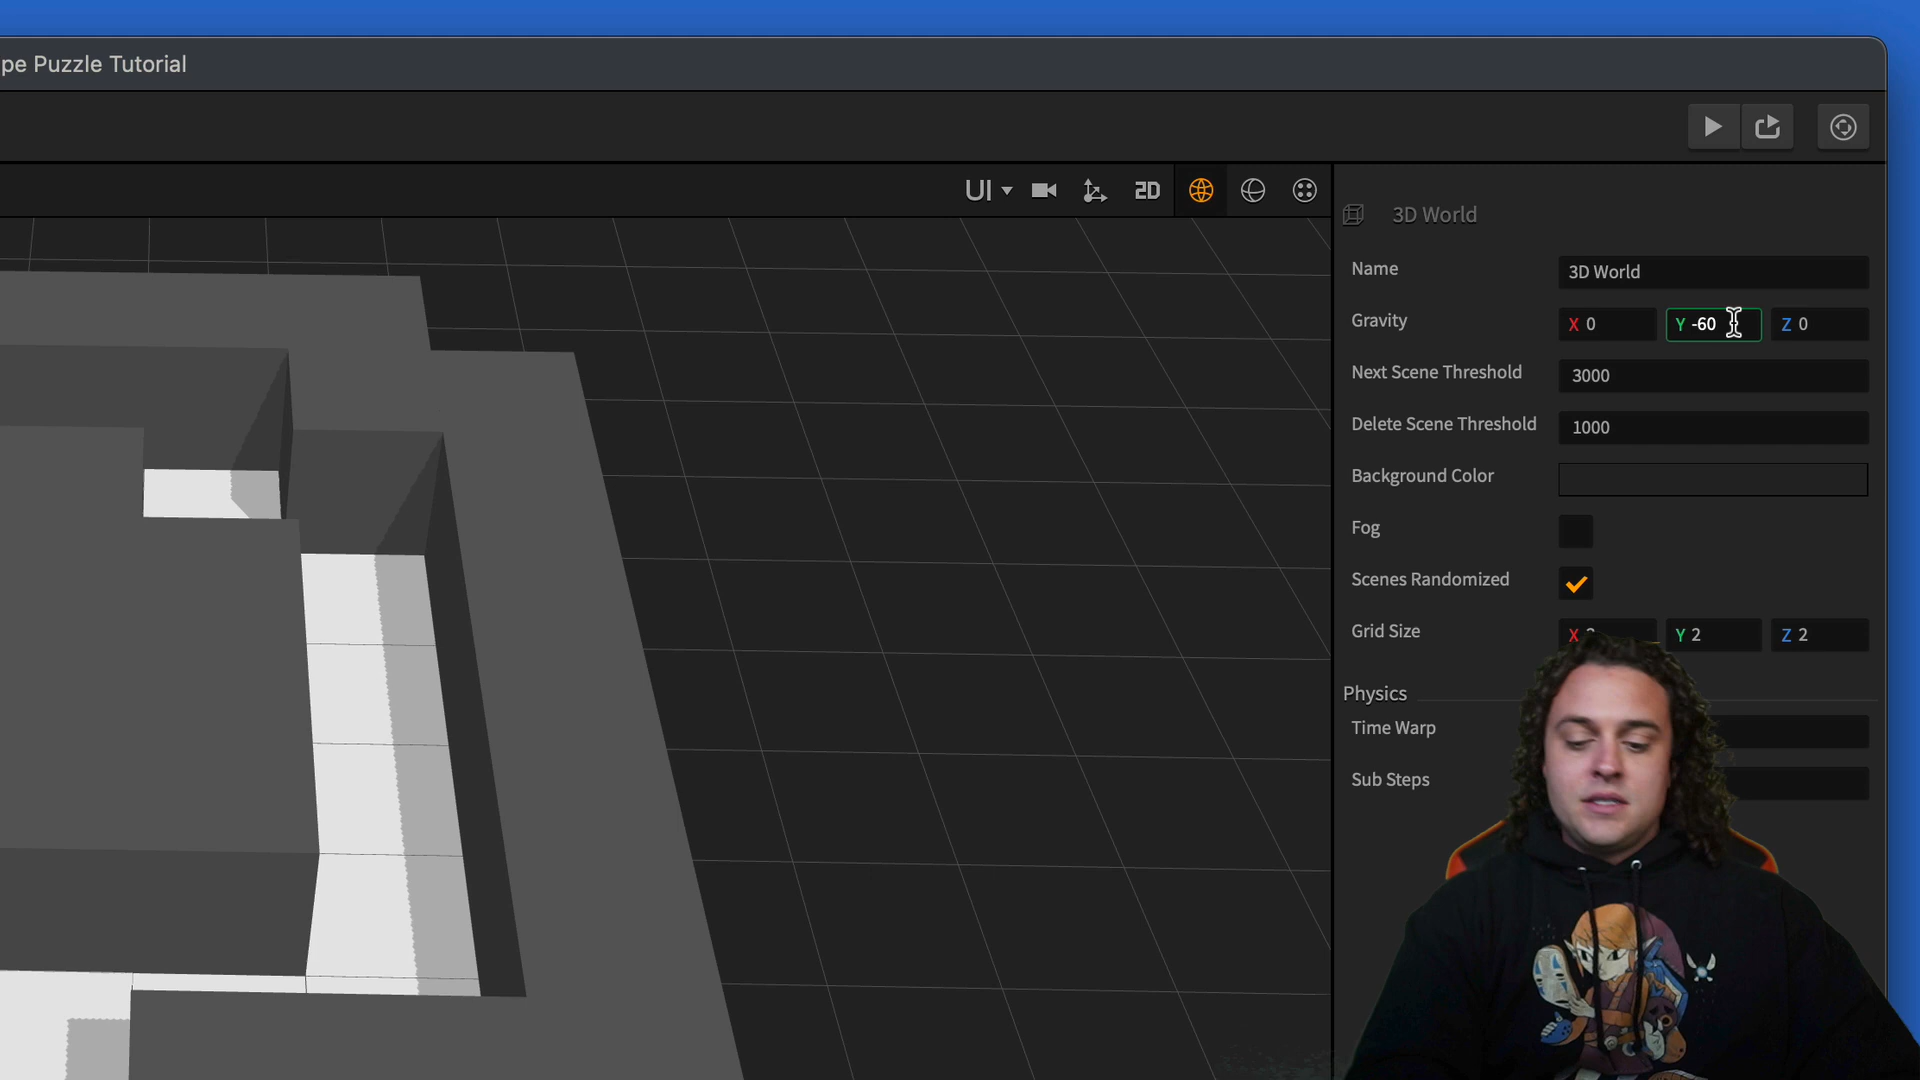 pe Puzzle Tutorial
UI
2D
3D World
Name
3D World
Gravity
X 0
Y -60
Z 0
Next Scene Threshold
3000
Delete Scene Threshold
1000
Background Color
Fog
Scenes Randomized
Grid Size
X
Y 2
Z 2
Physics
Time Warp
Sub Steps